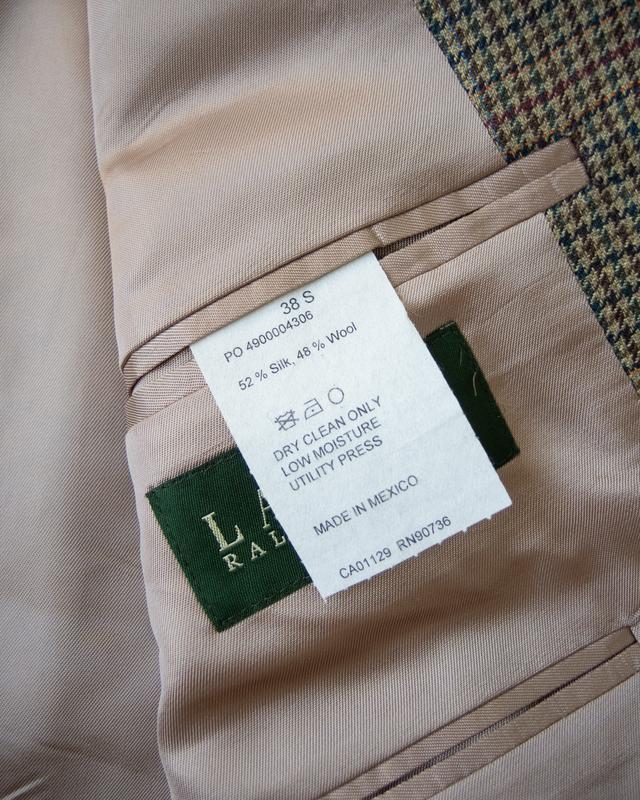 38 S
PO 4900004306
52 % Silk, 48 % Wool
DRY CLEAN ONLY
LOW MOISTURE
UTILITY PRESS
MADE IN MEXICO
CA01129 RN90736
LA
RAL